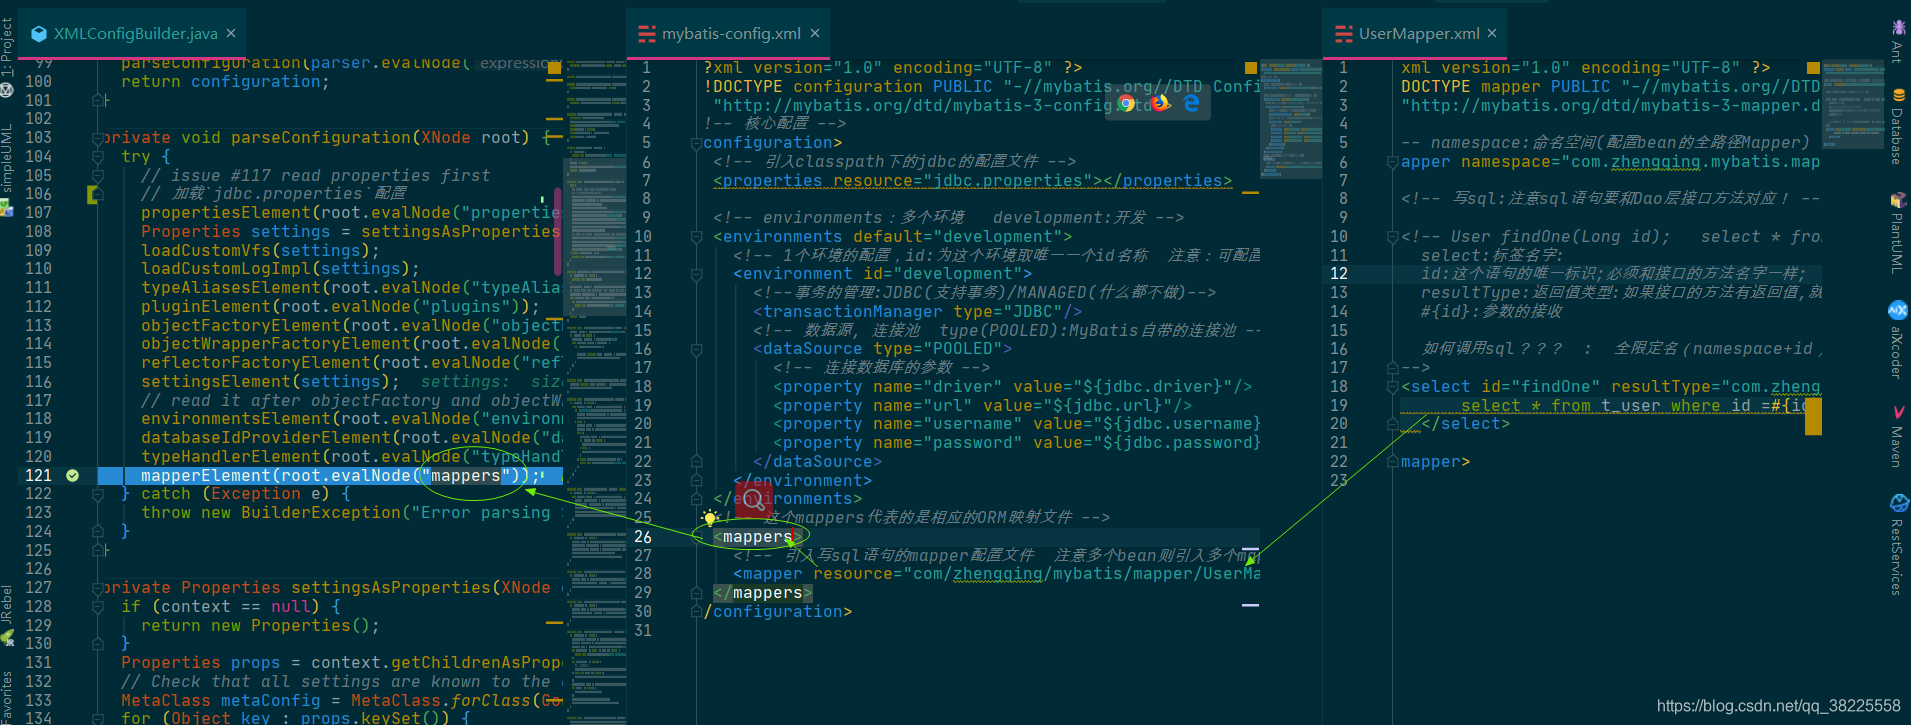 XMLConfigBuilder.java ×
mybatis-config.xml ×
UserMapper.xml ×
1: Project
simpleUML
JRebel
Favorites
99 parseConfiguration(parser.evalNode( expression
100 return configuration;
101 }
102
103 private void parseConfiguration(XNode root) {
104 try {
105 // issue #117 read properties first
106 // 加载`jdbc.properties`配置
107 propertiesElement(root.evalNode("propertie
108 Properties settings = settingsAsProperties
109 loadCustomVfs(settings);
110 loadCustomLogImpl(settings);
111 typeAliasesElement(root.evalNode("typeAlia
112 pluginElement(root.evalNode("plugins"));
113 objectFactoryElement(root.evalNode("object
114 objectWrapperFactoryElement(root.evalNode(
115 reflectorFactoryElement(root.evalNode("ref
116 settingsElement(settings); settings: siz
117 // read it after objectFactory and objectW
118 environmentsElement(root.evalNode("environ
119 databaseIdProviderElement(root.evalNode("da
120 typeHandlerElement(root.evalNode("typeHandl
121 mapperElement(root.evalNode("mappers"));
122 } catch (Exception e) {
123 throw new BuilderException("Error parsing
124 }
125 }
126
127 private Properties settingsAsProperties(XNode
128 if (context == null) {
129 return new Properties();
130 }
131 Properties props = context.getChildrenAsProp
132 // Check that all settings are known to the
133 MetaClass metaConfig = MetaClass.forClass(Co
134 for (Object key : props.keySet()) {
1 ?xml version="1.0" encoding="UTF-8" ?>
2 !DOCTYPE configuration PUBLIC "-//mybatis.org//DTD Confi
3 "http://mybatis.org/dtd/mybatis-3-config.dtd
4 !-- 核心配置 -->
5 configuration>
6 <!-- 引入classpath下的jdbc的配置文件 -->
7 <properties resource="jdbc.properties"></properties>
8
9 <!-- environments：多个环境 development:开发 -->
10 <environments default="development">
11 <!-- 1个环境的配置,id:为这个环境取唯一一个id名称 注意：可配置
12 <environment id="development">
13 <!--事务的管理:JDBC(支持事务)/MANAGED(什么都不做)-->
14 <transactionManager type="JDBC"/>
15 <!-- 数据源, 连接池 type(POOLED):MyBatis自带的连接池 --
16 <dataSource type="POOLED">
17 <!-- 连接数据库的参数 -->
18 <property name="driver" value="${jdbc.driver}"/>
19 <property name="url" value="${jdbc.url}"/>
20 <property name="username" value="${jdbc.username}
21 <property name="password" value="${jdbc.password}
22 </dataSource>
23 </environment>
24 </environments>
25 <!-- 这个mappers代表的是相应的ORM映射文件 -->
26 <mappers>
27 <!-- 引入写sql语句的mapper配置文件 注意多个bean则引入多个ma
28 <mapper resource="com/zhengqing/mybatis/mapper/UserMa
29 </mappers>
30 /configuration>
31
1 xml version="1.0" encoding="UTF-8" ?>
2 DOCTYPE mapper PUBLIC "-//mybatis.org//DTD
3 "http://mybatis.org/dtd/mybatis-3-mapper.d
4
5 -- namespace:命名空间(配置bean的全路径Mapper)
6 apper namespace="com.zhengqing.mybatis.map
7
8 <!-- 写sql:注意sql语句要和Dao层接口方法对应！ --
9
10 <!-- User findOne(Long id); select * fro
11 select:标签名字:
12 id:这个语句的唯一标识;必须和接口的方法名字一样;
13 resultType:返回值类型:如果接口的方法有返回值,就
14 #{id}:参数的接收
15
16 如何调用sql？？？ ： 全限定名（namespace+id
17 -->
18 <select id="findOne" resultType="com.zheng
19 select * from t_user where id =#{id
20 </select>
21
22 mapper>
23
Ant
Database
PlantUML
aiXcoder
Maven
RestServices
https://blog.csdn.net/qq_38225558